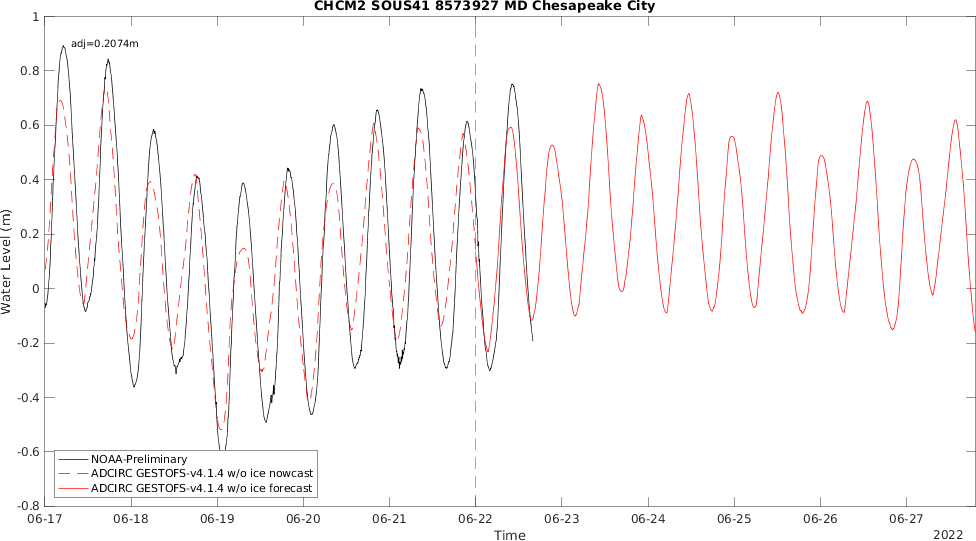 CHCM2 SOUS41 8573927 MD Chesapeake City
adj=0.2074m
1
0.8
0.6
0.4
0.2
0
-0.2
-0.4
-0.6
-0.8
Water Level (m)
NOAA-Preliminary
ADCIRC GESTOFS-v4.1.4 w/o ice nowcast
ADCIRC GESTOFS-v4.1.4 w/o ice forecast
06-17 06-18 06-19 06-20 06-21 06-22 06-23 06-24 06-25 06-26 06-27
Time
2022